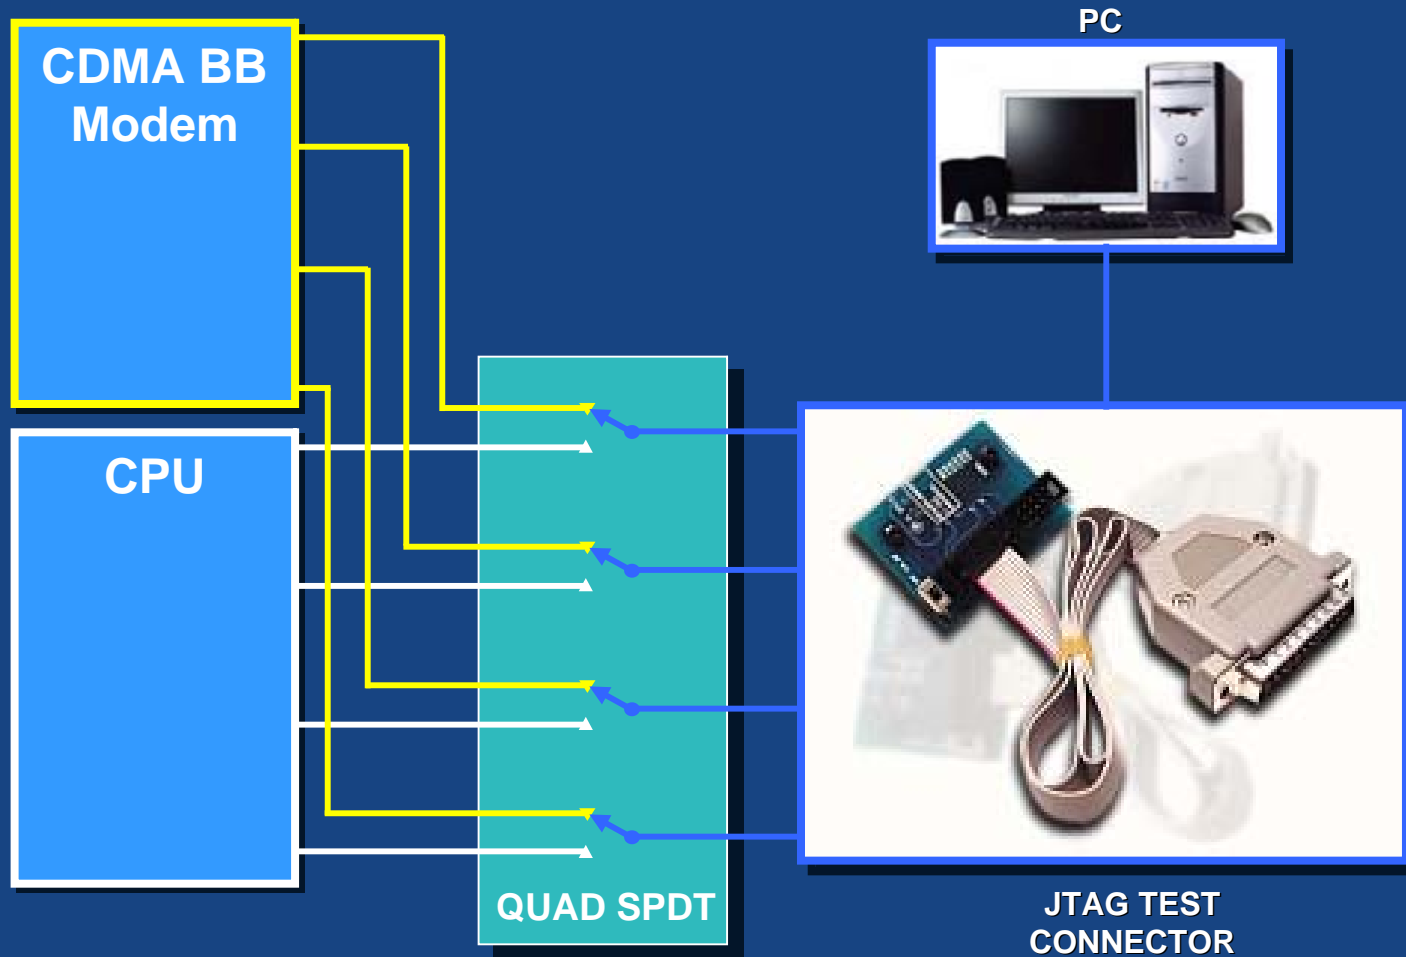 PC
CDMA BB
Modem
CPU
QUAD SPDT
JTAG TEST
CONNECTOR